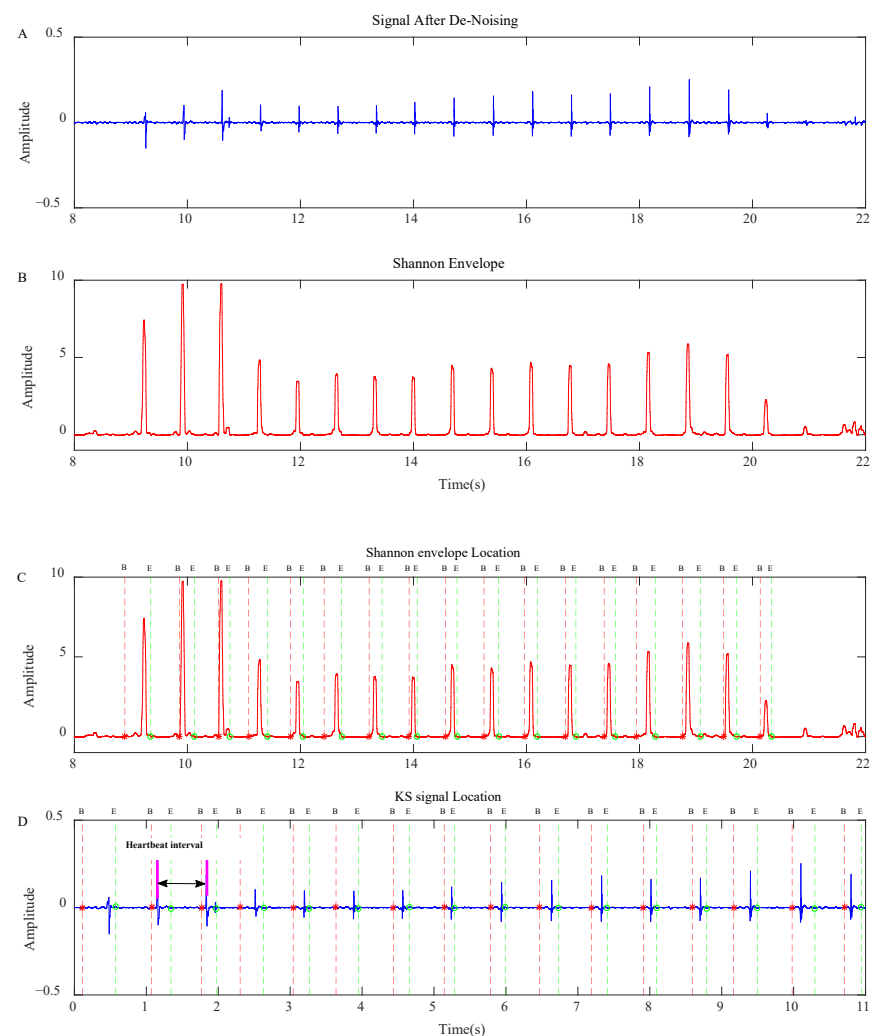 Signal After De-Noising
A
0.5
0
−0.5
Amplitude
8 10 12 14 16 18 20 22
Shannon Envelope
B
10
5
0
Amplitude
8 10 12 14 16 18 20 22
Time(s)
Shannon envelope Location
B E B E B E B E B E B E B E B E B E B E B E B E B E B E B E B E B E
C
10
5
0
Amplitude
8 10 12 14 16 18 20 22
KS signal Location
B E B E B E B E B E B E B E B E B E B E B E B E B E B E B E B E
D
0.5
0
−0.5
Amplitude
Heartbeat interval
0 1 2 3 4 5 6 7 8 9 10 11
Time(s)